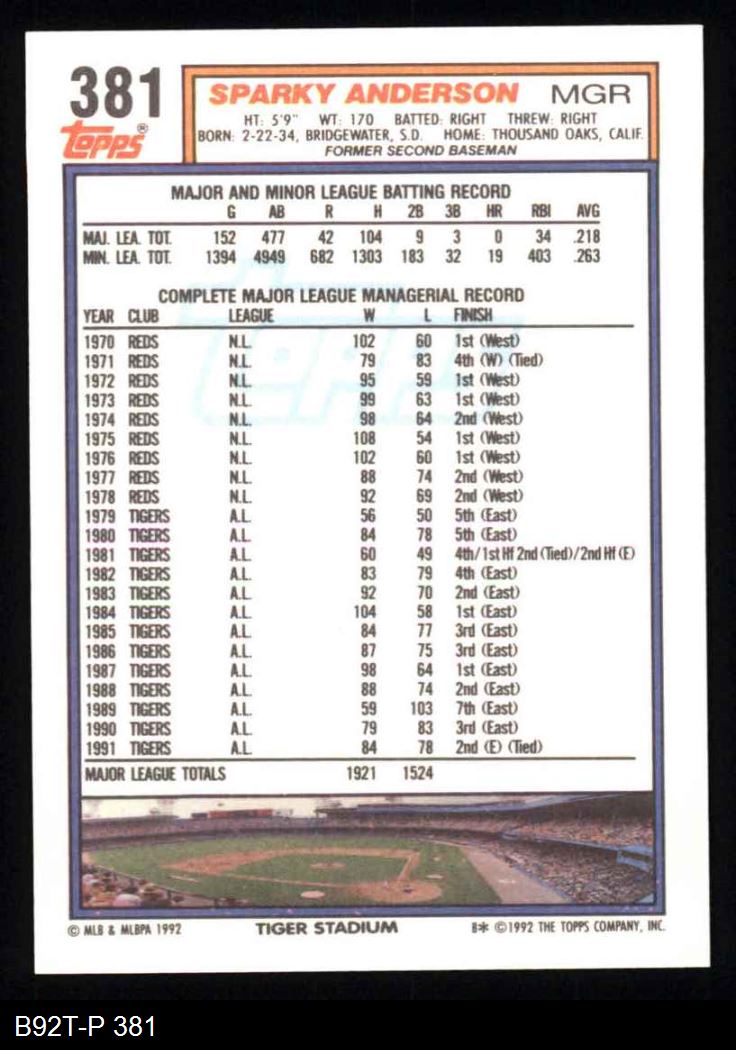 381
SPARKY ANDERSON MGR
topps®
HT: 5'9" WT: 170 BATTED: RIGHT THREW: RIGHT
BORN: 2-22-34, BRIDGEWATER, S.D. HOME: THOUSAND OAKS, CALIF.
FORMER SECOND BASEMAN
MAJOR AND MINOR LEAGUE BATTING RECORD
G AB R H 2B 3B HR RBI AVG
MAJ. LEA. TOT. 152 477 42 104 9 3 0 34 .218
MIN. LEA. TOT. 1394 4949 682 1303 183 32 19 403 .263
COMPLETE MAJOR LEAGUE MANAGERIAL RECORD
YEAR CLUB LEAGUE W L FINISH
1970 REDS N.L. 102 60 1st (West)
1971 REDS N.L. 79 83 4th (W) (Tied)
1972 REDS N.L. 95 59 1st (West)
1973 REDS N.L. 99 63 1st (West)
1974 REDS N.L. 98 64 2nd (West)
1975 REDS N.L. 108 54 1st (West)
1976 REDS N.L. 102 60 1st (West)
1977 REDS N.L. 88 74 2nd (West)
1978 REDS N.L. 92 69 2nd (West)
1979 TIGERS A.L. 56 50 5th (East)
1980 TIGERS A.L. 84 78 5th (East)
1981 TIGERS A.L. 60 49 4th/1st Hf 2nd (Tied)/2nd Hf (E)
1982 TIGERS A.L. 83 79 4th (East)
1983 TIGERS A.L. 92 70 2nd (East)
1984 TIGERS A.L. 104 58 1st (East)
1985 TIGERS A.L. 84 77 3rd (East)
1986 TIGERS A.L. 87 75 3rd (East)
1987 TIGERS A.L. 98 64 1st (East)
1988 TIGERS A.L. 88 74 2nd (East)
1989 TIGERS A.L. 59 103 7th (East)
1990 TIGERS A.L. 79 83 3rd (East)
1991 TIGERS A.L. 84 78 2nd (E) (Tied)
MAJOR LEAGUE TOTALS 1921 1524
topps
© MLB & MLBPA 1992 TIGER STADIUM B* ©1992 THE TOPPS COMPANY, INC.
B92T-P 381